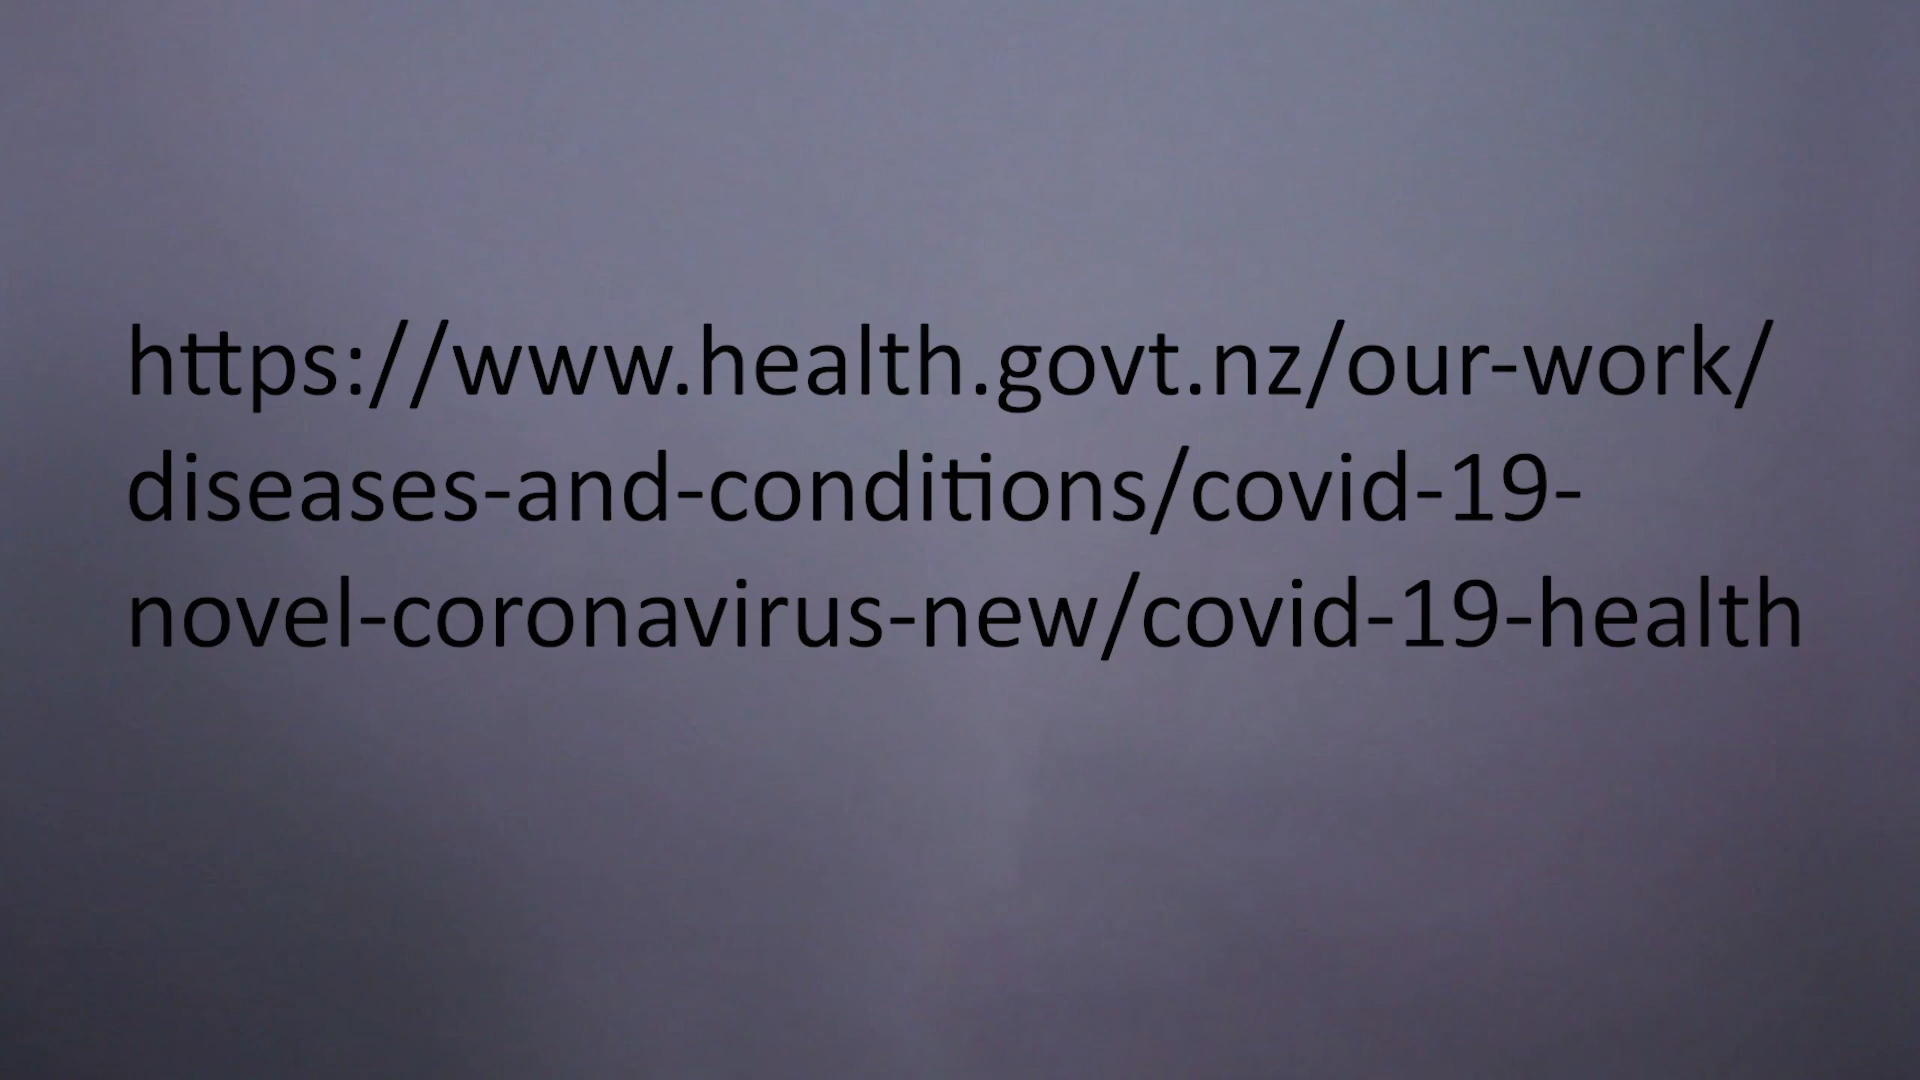 https://www.health.govt.nz/our-work/
diseases-and-conditions/covid-19-
novel-coronavirus-new/covid-19-health